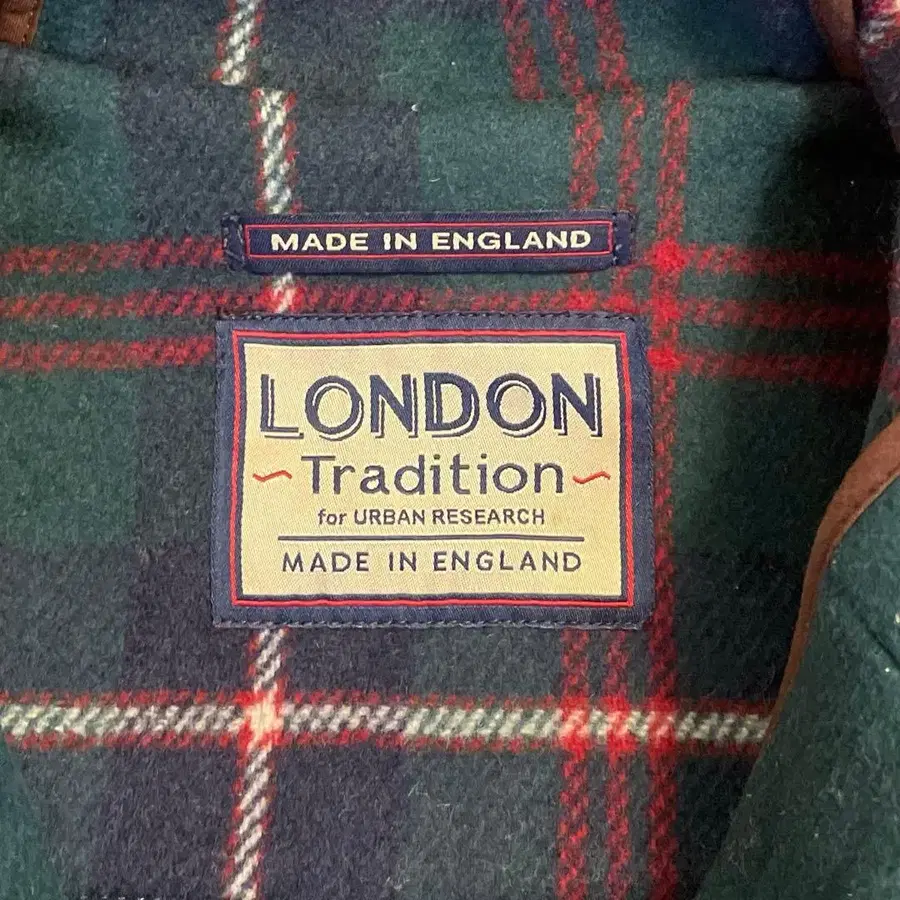 MADE IN ENGLAND
LONDON
Tradition
for URBAN RESEARCH
MADE IN ENGLAND